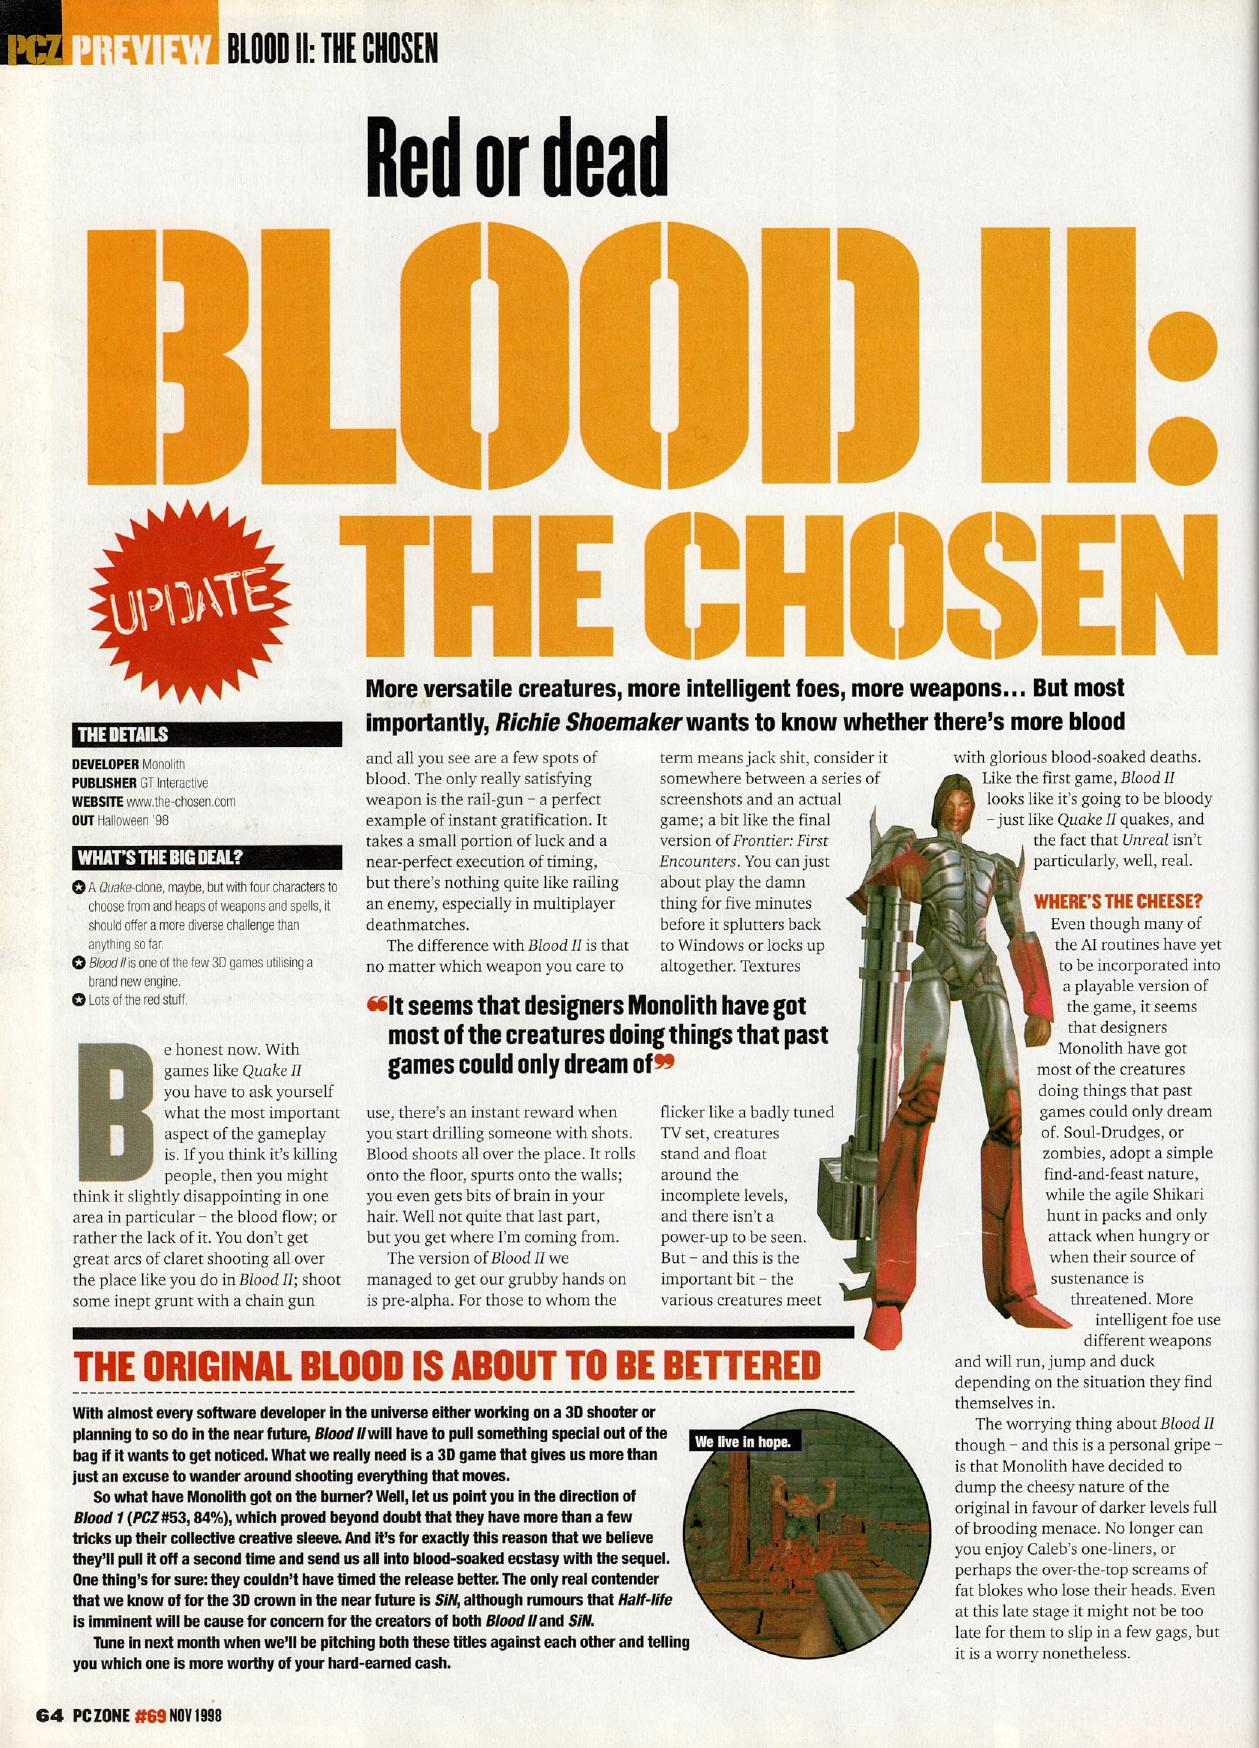 PCZ PREVIEW BLOOD II: THE CHOSEN
Red or dead
BLOOD II:
THE CHOSEN
UPDATE
More versatile creatures, more intelligent foes, more weapons... But most
importantly, Richie Shoemaker wants to know whether there's more blood
THE DETAILS
DEVELOPER Monolith
PUBLISHER GT Interactive
WEBSITE www.the-chosen.com
OUT Halloween '98
WHAT'S THE BIG DEAL?
A Quake-clone, maybe, but with four characters to
choose from and heaps of weapons and spells, it
should offer a more diverse challenge than
anything so far.
Blood II is one of the few 3D games utilising a
brand new engine.
Lots of the red stuff.
Be honest now. With
games like Quake II
you have to ask yourself
what the most important
aspect of the gameplay
is. If you think it's killing
people, then you might
think it slightly disappointing in one
area in particular – the blood flow; or
rather the lack of it. You don't get
great arcs of claret shooting all over
the place like you do in Blood II; shoot
some inept grunt with a chain gun
and all you see are a few spots of
blood. The only really satisfying
weapon is the rail-gun – a perfect
example of instant gratification. It
takes a small portion of luck and a
near-perfect execution of timing,
but there's nothing quite like railing
an enemy, especially in multiplayer
deathmatches.
The difference with Blood II is that
no matter which weapon you care to
use, there's an instant reward when
you start drilling someone with shots.
Blood shoots all over the place. It rolls
onto the floor, spurts onto the walls;
you even gets bits of brain in your
hair. Well not quite that last part,
but you get where I'm coming from.
The version of Blood II we
managed to get our grubby hands on
is pre-alpha. For those to whom the
term means jack shit, consider it
somewhere between a series of
screenshots and an actual
game; a bit like the final
version of Frontier: First
Encounters. You can just
about play the damn
thing for five minutes
before it splutters back
to Windows or locks up
altogether. Textures
flicker like a badly tuned
TV set, creatures
stand and float
around the
incomplete levels,
and there isn't a
power-up to be seen.
But – and this is the
important bit – the
various creatures meet
with glorious blood-soaked deaths.
Like the first game, Blood II
looks like it's going to be bloody
– just like Quake II quakes, and
the fact that Unreal isn't
particularly, well, real.
WHERE'S THE CHEESE?
Even though many of
the AI routines have yet
to be incorporated into
a playable version of
the game, it seems
that designers
Monolith have got
most of the creatures
doing things that past
games could only dream
of. Soul-Drudges, or
zombies, adopt a simple
find-and-feast nature,
while the agile Shikari
hunt in packs and only
attack when hungry or
when their source of
sustenance is
threatened. More
intelligent foe use
different weapons
and will run, jump and duck
depending on the situation they find
themselves in.
The worrying thing about Blood II
though – and this is a personal gripe –
is that Monolith have decided to
dump the cheesy nature of the
original in favour of darker levels full
of brooding menace. No longer can
you enjoy Caleb's one-liners, or
perhaps the over-the-top screams of
fat blokes who lose their heads. Even
at this late stage it might not be too
late for them to slip in a few gags, but
it is a worry nonetheless.
“It seems that designers Monolith have got
most of the creatures doing things that past
games could only dream of”
THE ORIGINAL BLOOD IS ABOUT TO BE BETTERED
With almost every software developer in the universe either working on a 3D shooter or
planning to so do in the near future, Blood II will have to pull something special out of the
bag if it wants to get noticed. What we really need is a 3D game that gives us more than
just an excuse to wander around shooting everything that moves.
So what have Monolith got on the burner? Well, let us point you in the direction of
Blood 1 (PCZ #53, 84%), which proved beyond doubt that they have more than a few
tricks up their collective creative sleeve. And it's for exactly this reason that we believe
they'll pull it off a second time and send us all into blood-soaked ecstasy with the sequel.
One thing's for sure: they couldn't have timed the release better. The only real contender
that we know of for the 3D crown in the near future is SiN, although rumours that Half-life
is imminent will be cause for concern for the creators of both Blood II and SiN.
Tune in next month when we'll be pitching both these titles against each other and telling
you which one is more worthy of your hard-earned cash.
We live in hope.
64 PC ZONE #69 NOV 1998